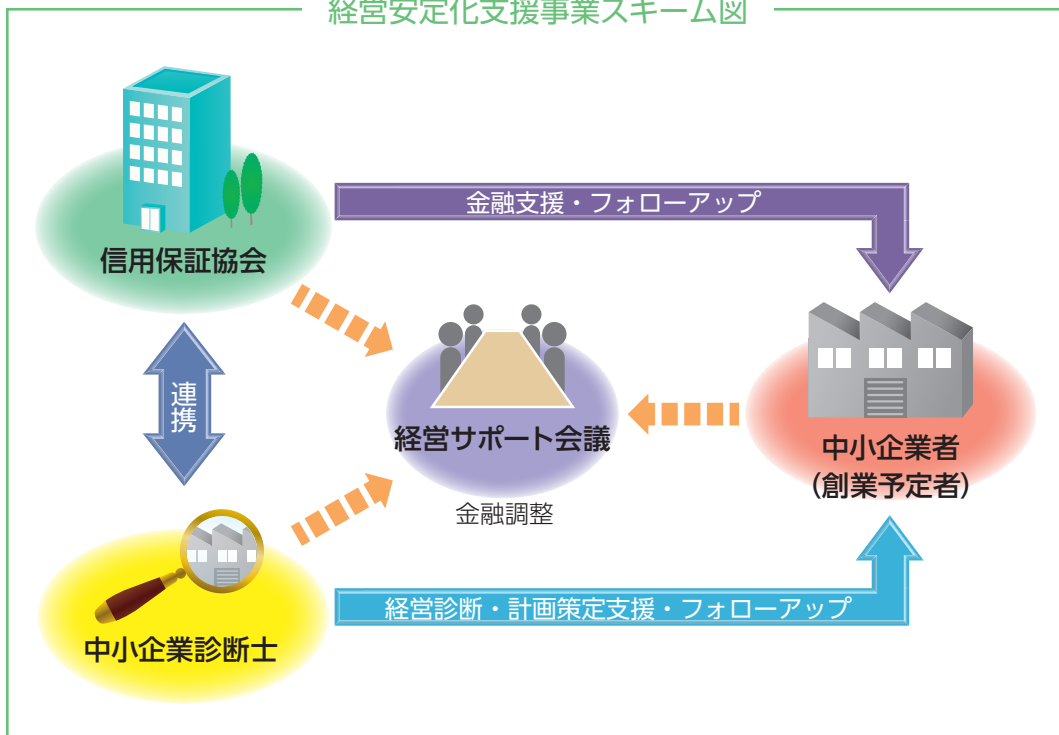 経営安定化支援事業スキーム図
金融支援・フォローアップ
信用保証協会
連携
経営サポート会議
金融調整
中小企業者
(創業予定者)
経営診断・計画策定支援・フォローアップ
中小企業診断士